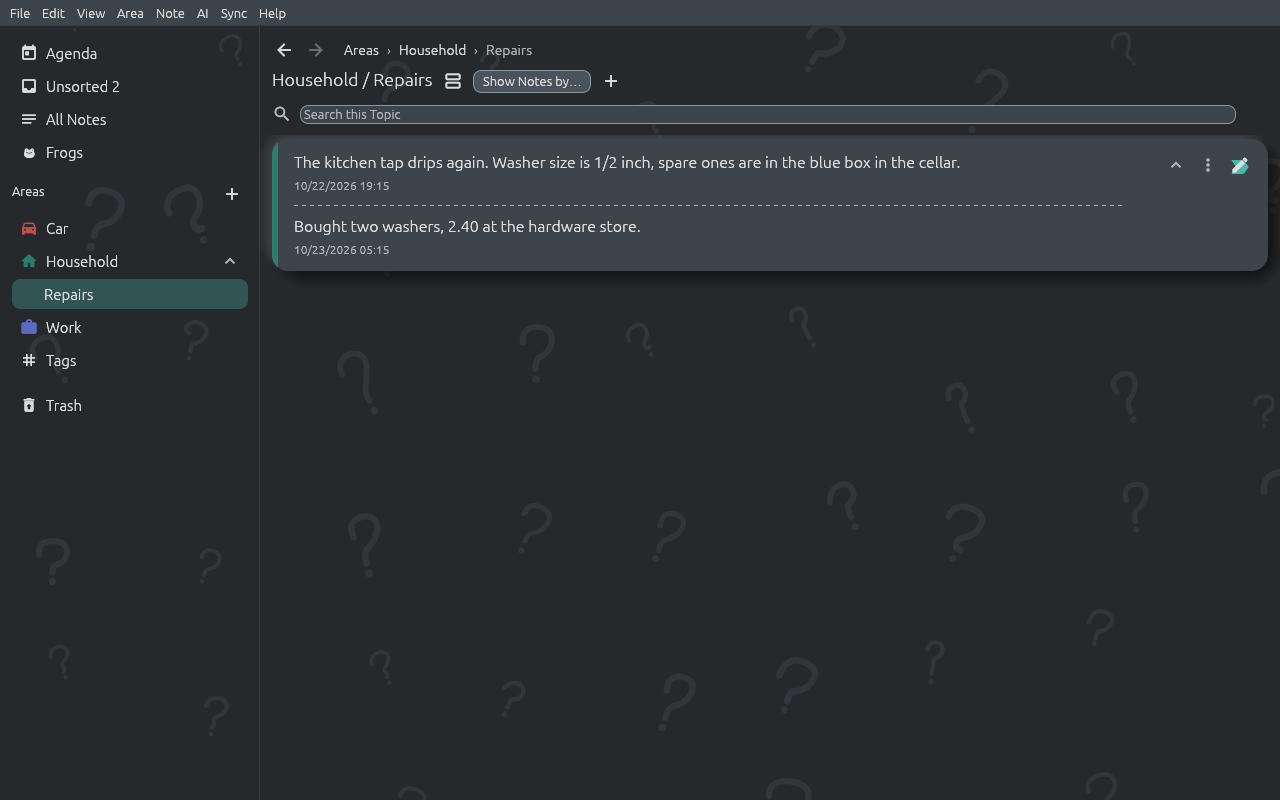 File Edit View Area Note AI Sync Help
Agenda
Unsorted 2
All Notes
Frogs
Areas
Car
Household
Repairs
Work
Tags
Trash
Areas › Household › Repairs
Household / Repairs Show Notes by...
Search this Topic
The kitchen tap drips again. Washer size is 1/2 inch, spare ones are in the blue box in the cellar.
10/22/2026 19:15
Bought two washers, 2.40 at the hardware store.
10/23/2026 05:15